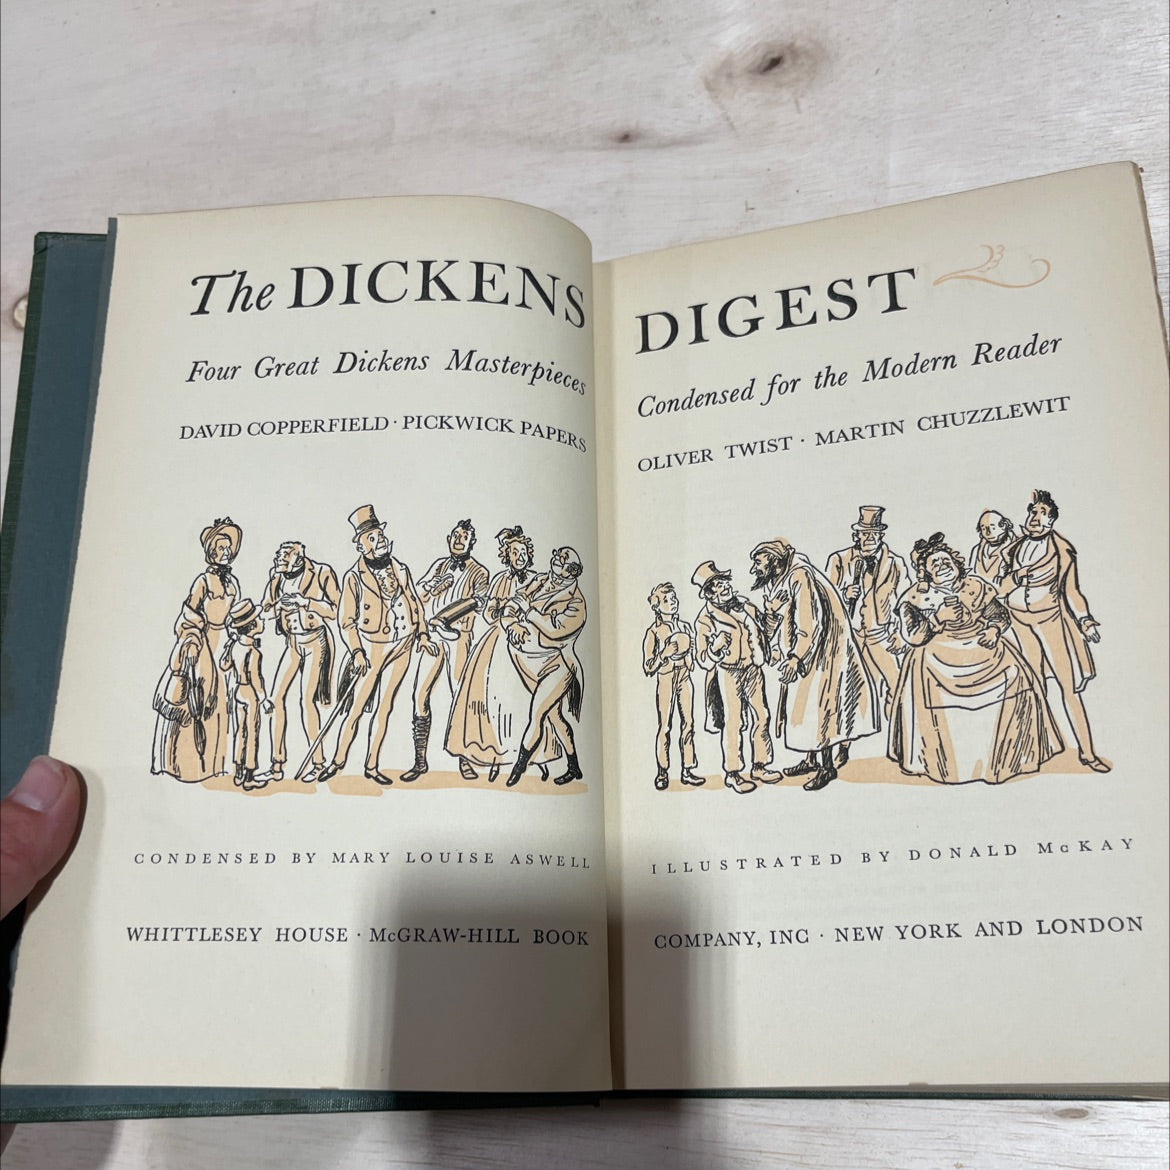 The DICKENS DIGEST
Four Great Dickens Masterpieces Condensed for the Modern Reader
DAVID COPPERFIELD · PICKWICK PAPERS OLIVER TWIST · MARTIN CHUZZLEWIT
CONDENSED BY MARY LOUISE ASWELL ILLUSTRATED BY DONALD McKAY
WHITTLESEY HOUSE · McGRAW-HILL BOOK COMPANY, INC · NEW YORK AND LONDON